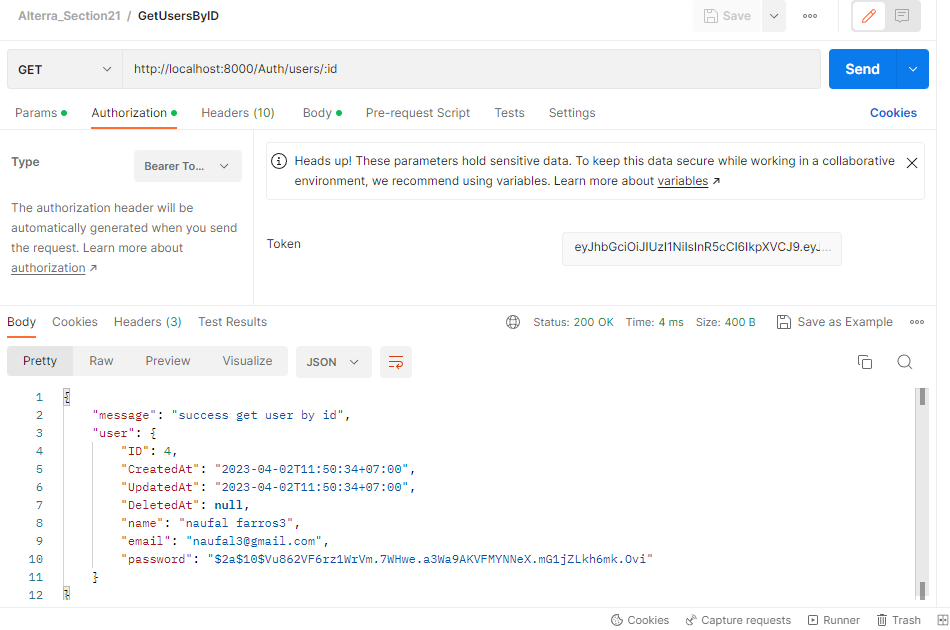 Alterra_Section21 / GetUsersByID
Save
GET http://localhost:8000/Auth/users/:id Send
Params Authorization Headers (10) Body Pre-request Script Tests Settings Cookies
Type Bearer To...
Heads up! These parameters hold sensitive data. To keep this data secure while working in a collaborative
environment, we recommend using variables. Learn more about variables ↗
The authorization header will be
automatically generated when you send
the request. Learn more about
authorization ↗
Token eyJhbGciOiJIUzI1NiIsInR5cCI6IkpXVCJ9.eyJ...
Body Cookies Headers (3) Test Results Status: 200 OK Time: 4 ms Size: 400 B Save as Example
Pretty Raw Preview Visualize JSON
1 {
2 "message": "success get user by id",
3 "user": {
4 "ID": 4,
5 "CreatedAt": "2023-04-02T11:50:34+07:00",
6 "UpdatedAt": "2023-04-02T11:50:34+07:00",
7 "DeletedAt": null,
8 "name": "naufal farros3",
9 "email": "naufal3@gmail.com",
10 "password": "$2a$10$Vu862VF6rz1WrVm.7WHwe.a3Wa9AKVFMYNNeX.mG1jZLkh6mk.Ovi"
11 }
12 }
Cookies Capture requests Runner Trash